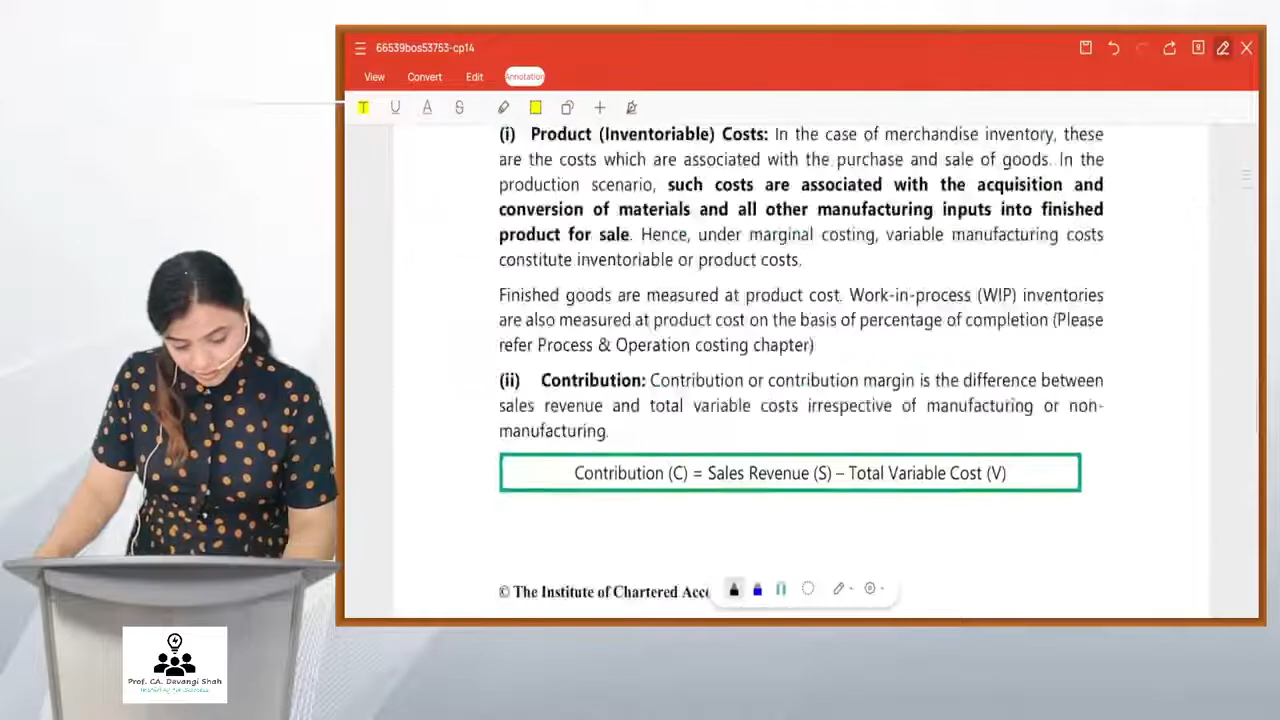 66539bos53753-cp14
View Convert Edit Annotation
(i) Product (Inventoriable) Costs: In the case of merchandise inventory, these
are the costs which are associated with the purchase and sale of goods. In the
production scenario, such costs are associated with the acquisition and
conversion of materials and all other manufacturing inputs into finished
product for sale. Hence, under marginal costing, variable manufacturing costs
constitute inventoriable or product costs.
Finished goods are measured at product cost. Work-in-process (WIP) inventories
are also measured at product cost on the basis of percentage of completion (Please
refer Process & Operation costing chapter)
(ii) Contribution: Contribution or contribution margin is the difference between
sales revenue and total variable costs irrespective of manufacturing or non-
manufacturing.
Contribution (C) = Sales Revenue (S) – Total Variable Cost (V)
© The Institute of Chartered Acc
Prof. CA. Devangi Shah